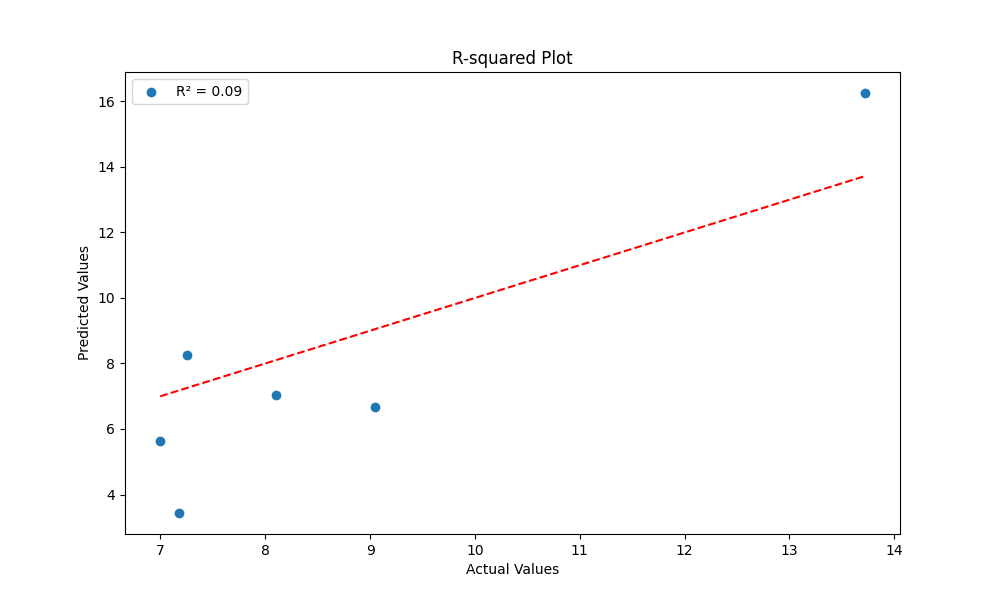 R-squared Plot
R² = 0.09
16
14
12
10
8
6
4
Predicted Values
7 8 9 10 11 12 13 14
Actual Values